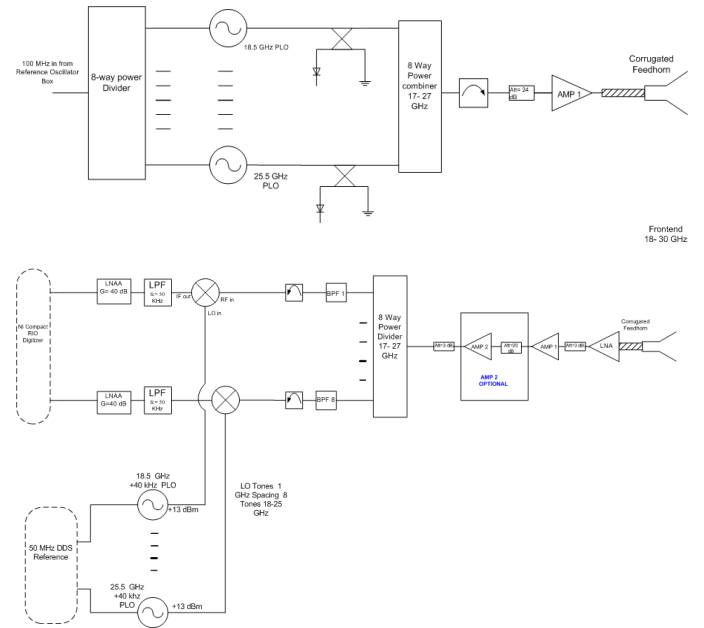 18.5 GHz PLO
100 MHz in from
Reference Oscillator
Box
8-way power
Divider
8 Way
Power
combiner
17- 27
GHz
Att= 24
dB
AMP 1
Corrugated
Feedhorn
25.5 GHz
PLO
Frontend
18- 30 GHz
NI Compact
RIO
Digitizer
LNAA
G= 40 dB
LPF
fc= 50
KHz
IF out
RF in
LO in
BPF 1
8 Way
Power
Divider
17- 27
GHz
Att=3 dB
AMP 2
Att=20
dB
AMP 1
Att=3 dB
LNA
Corrugated
Feedhorn
AMP 2
OPTIONAL
LNAA
G=40 dB
LPF
fc= 50
KHz
BPF 8
18.5 GHz
+40 kHz PLO
+13 dBm
LO Tones 1
GHz Spacing 8
Tones 18-25
GHz
50 MHz DDS
Reference
25.5 GHz
+40 khz
PLO
+13 dBm